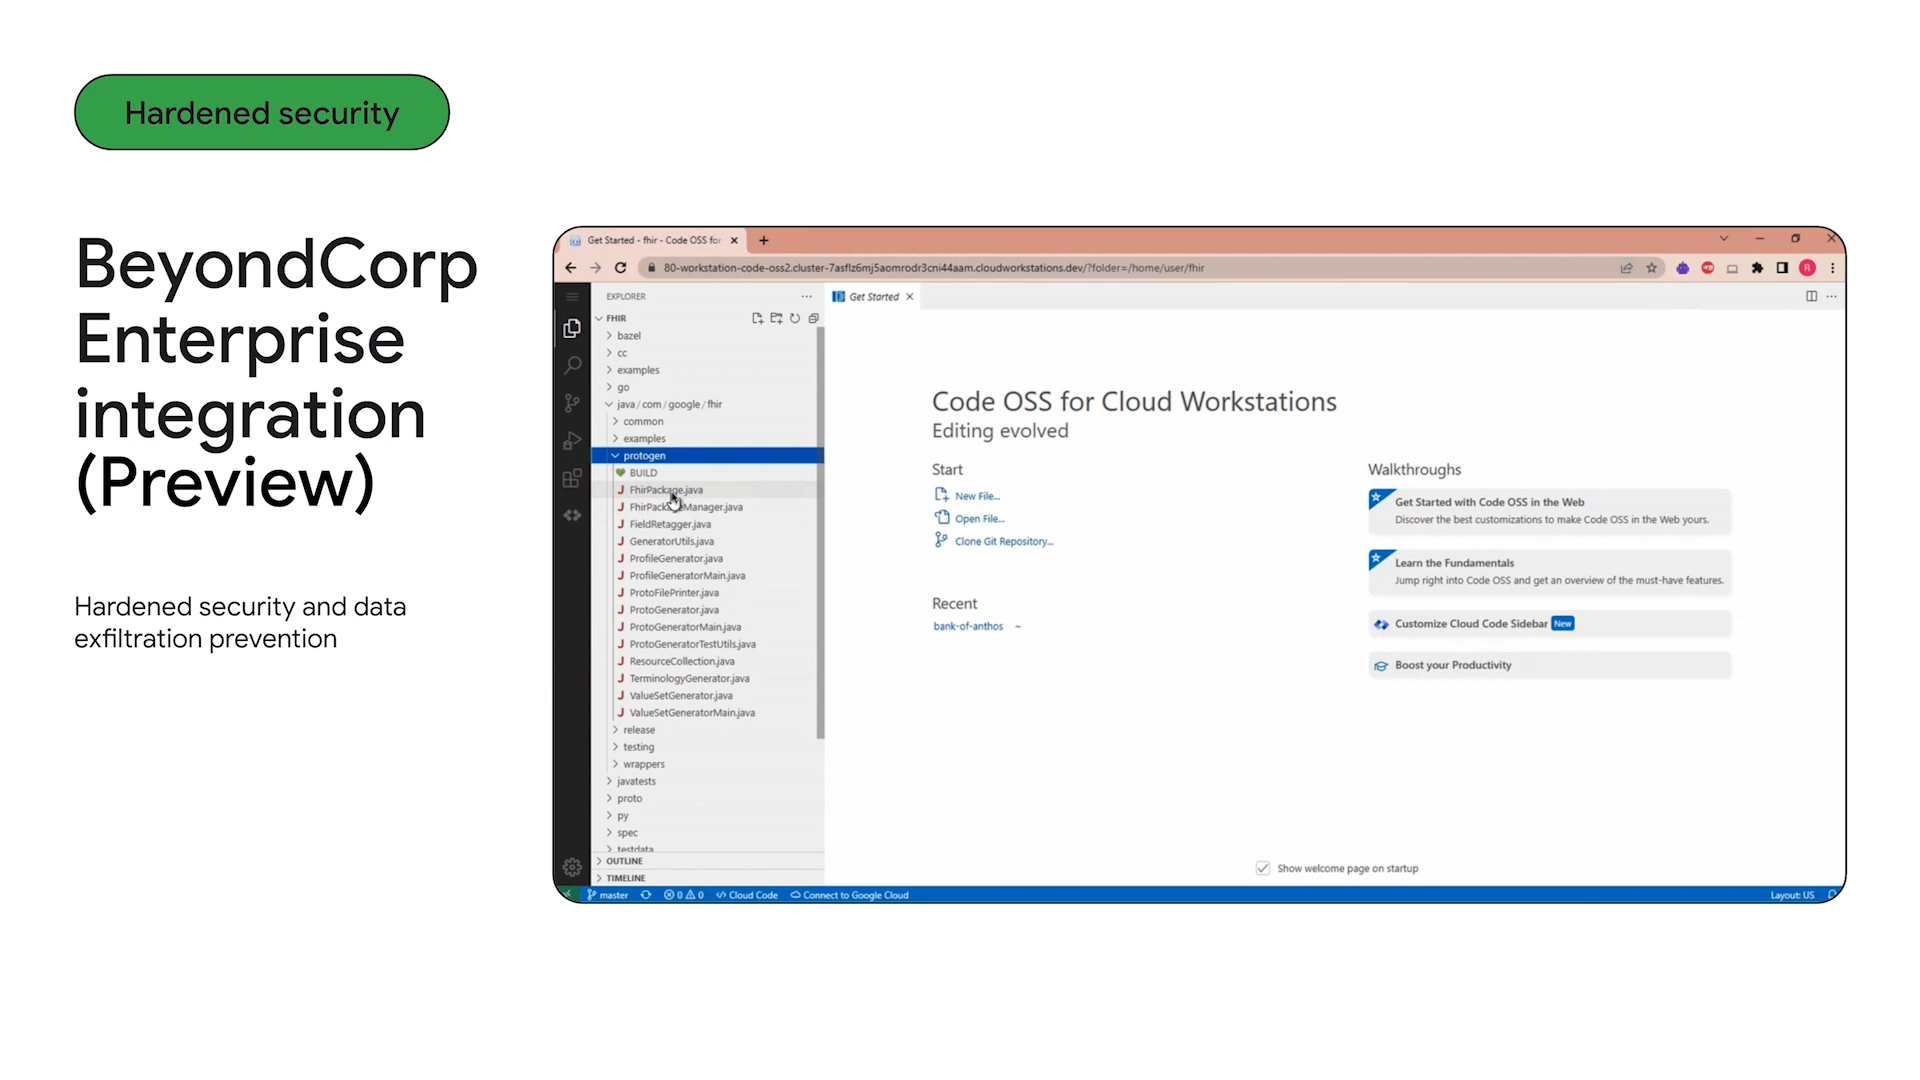 Hardened security
BeyondCorp
Enterprise
integration
(Preview)
Hardened security and data
exfiltration prevention
Get Started - fhir - Code OSS for
80-workstation-code-oss2.cluster-7asflz6mj5aomrodr3cni44aam.cloudworkstations.dev/?folder=/home/user/fhir
R
EXPLORER
FHIR
bazel
cc
examples
go
java / com / google / fhir
common
examples
protogen
BUILD
J FhirPackage.java
J FhirPackageManager.java
J FieldRetagger.java
J GeneratorUtils.java
J ProfileGenerator.java
J ProfileGeneratorMain.java
J ProtoFilePrinter.java
J ProtoGenerator.java
J ProtoGeneratorMain.java
J ProtoGeneratorTestUtils.java
J ResourceCollection.java
J TerminologyGenerator.java
J ValueSetGenerator.java
J ValueSetGeneratorMain.java
release
testing
wrappers
javatests
proto
py
spec
testdata
OUTLINE
TIMELINE
Get Started
Code OSS for Cloud Workstations
Editing evolved
Start
New File...
Open File...
Clone Git Repository...
Recent
bank-of-anthos ~
Walkthroughs
Get Started with Code OSS in the Web
Discover the best customizations to make Code OSS in the Web yours.
Learn the Fundamentals
Jump right into Code OSS and get an overview of the must-have features.
Customize Cloud Code Sidebar New
Boost your Productivity
Show welcome page on startup
master 0 0 Cloud Code Connect to Google Cloud Layout: US